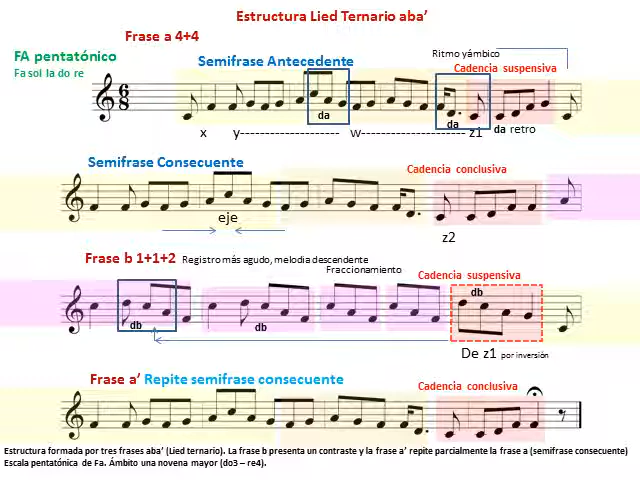 Estructura Lied Ternario aba’
Frase a 4+4
FA pentatónico
Fa sol la do re
Semifrase Antecedente
Ritmo yámbico
Cadencia suspensiva
6
8
da
da
da retro
x y-------------------- w--------------------- z1
Semifrase Consecuente
Cadencia conclusiva
eje
z2
Frase b 1+1+2 Registro más agudo, melodia descendente
Fraccionamiento
Cadencia suspensiva
db
db
db
De z1 por inversión
Frase a’ Repite semifrase consecuente
Cadencia conclusiva
Estructura formada por tres frases aba’ (Lied ternario). La frase b presenta un contraste y la frase a’ repite parcialmente la frase a (semifrase consecuente)
Escala pentatónica de Fa. Ámbito una novena mayor (do3 – re4).